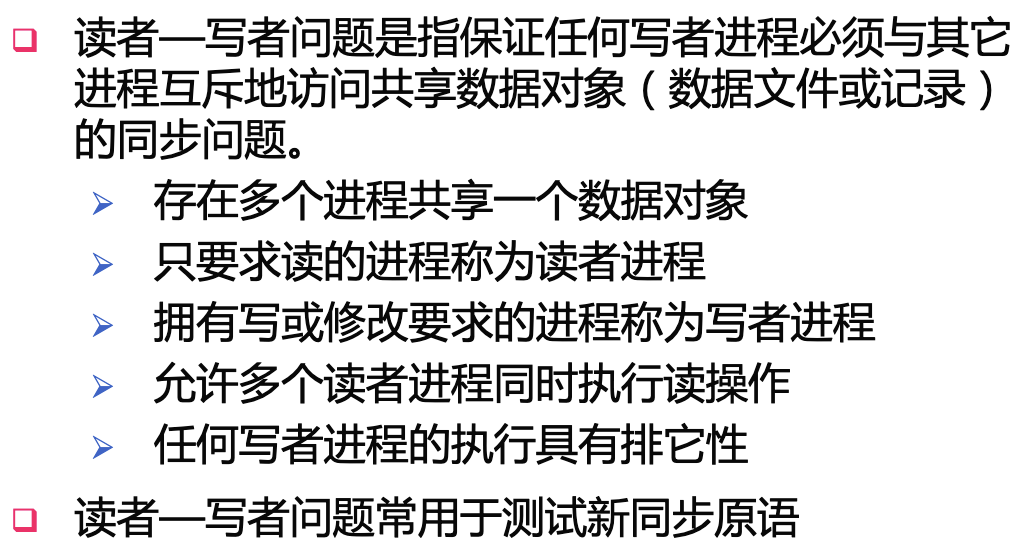 读者—写者问题是指保证任何写者进程必须与其它
进程互斥地访问共享数据对象（数据文件或记录）
的同步问题。
存在多个进程共享一个数据对象
只要求读的进程称为读者进程
拥有写或修改要求的进程称为写者进程
允许多个读者进程同时执行读操作
任何写者进程的执行具有排它性
读者—写者问题常用于测试新同步原语